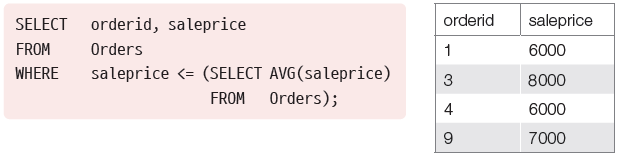 SELECT orderid, saleprice
FROM Orders
WHERE saleprice <= (SELECT AVG(saleprice)
FROM Orders);
orderid saleprice
1 6000
3 8000
4 6000
9 7000